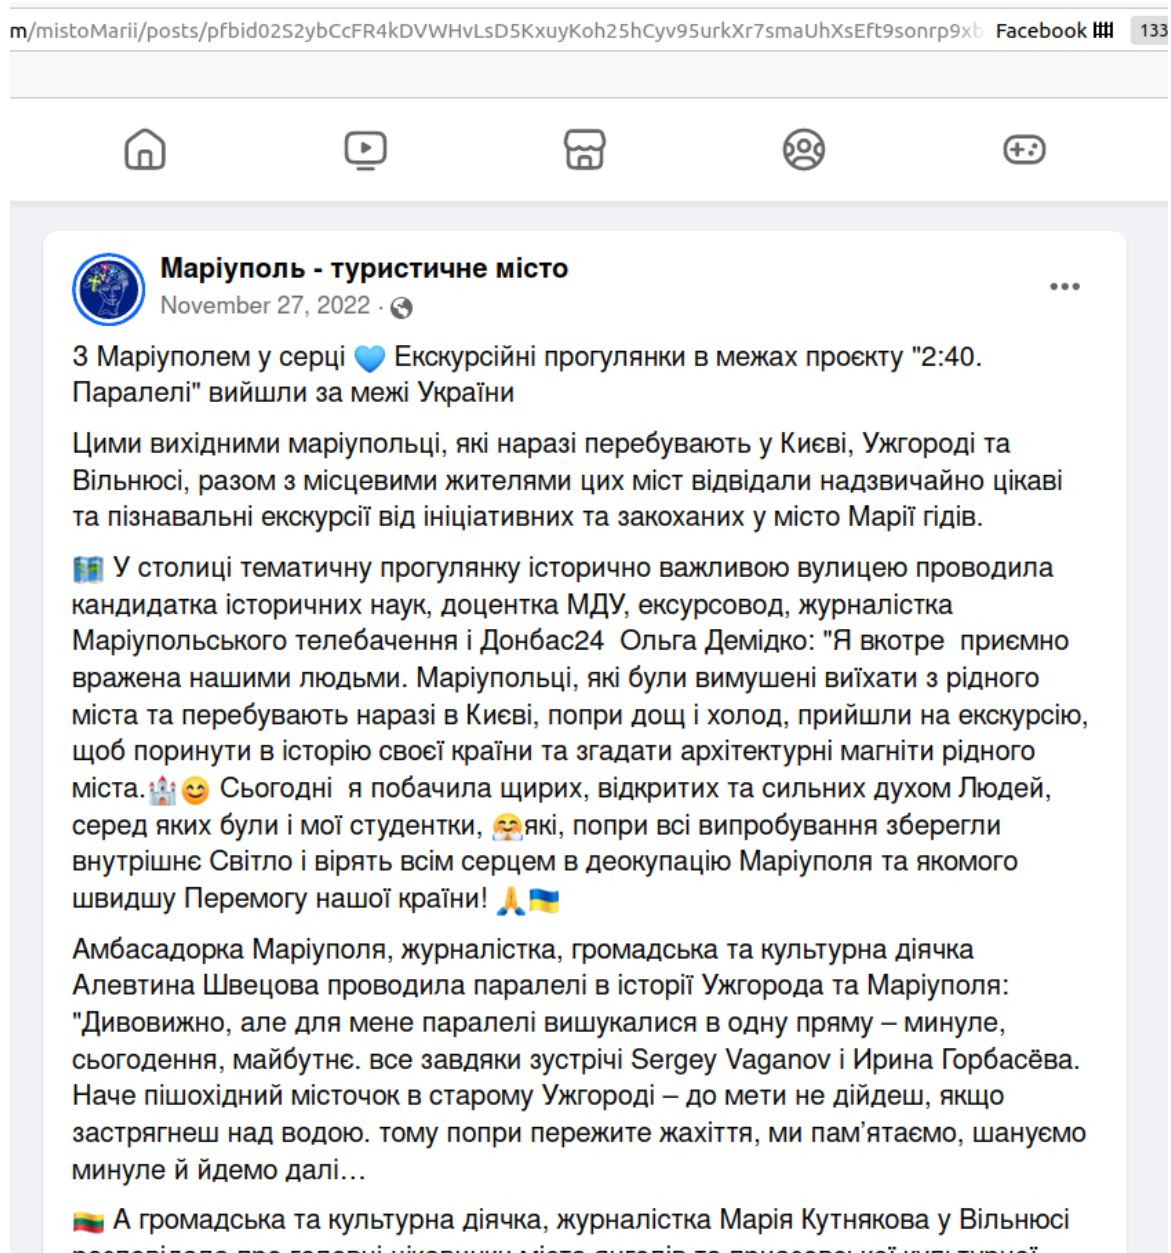 m/mistoMarii/posts/pfbid02S2ybCcFR4kDVWHvLsD5KxuyKoh25hCyv95urkXr7smaUhXsEft9sonrp9xb Facebook 133
Маріуполь - туристичне місто
November 27, 2022 ·
З Маріуполем у серці 💙 Екскурсійні прогулянки в межах проєкту "2:40.
Паралелі" вийшли за межі України
Цими вихідними маріупольці, які наразі перебувають у Києві, Ужгороді та
Вільнюсі, разом з місцевими жителями цих міст відвідали надзвичайно цікаві
та пізнавальні екскурсії від ініціативних та закоханих у місто Марії гідів.
🗺️ У столиці тематичну прогулянку історично важливою вулицею проводила
кандидатка історичних наук, доцентка МДУ, ексурсовод, журналістка
Маріупольського телебачення і Донбас24 Ольга Демідко: "Я вкотре приємно
вражена нашими людьми. Маріупольці, які були вимушені виїхати з рідного
міста та перебувають наразі в Києві, попри дощ і холод, прийшли на екскурсію,
щоб поринути в історію своєї країни та згадати архітектурні магніти рідного
міста.🏰😊 Сьогодні я побачила щирих, відкритих та сильних духом Людей,
серед яких були і мої студентки, 🤗які, попри всі випробування зберегли
внутрішнє Світло і вірять всім серцем в деокупацію Маріуполя та якомого
швидшу Перемогу нашої країни! 🙏🇺🇦
Амбасадорка Маріуполя, журналістка, громадська та культурна діячка
Алевтина Швецова проводила паралелі в історії Ужгорода та Маріуполя:
"Дивовижно, але для мене паралелі вишукалися в одну пряму – минуле,
сьогодення, майбутнє. все завдяки зустрічі Sergey Vaganov і Ирина Горбасёва.
Наче пішохідний місточок в старому Ужгороді – до мети не дійдеш, якщо
застрягнеш над водою. тому попри пережите жахіття, ми пам’ятаємо, шануємо
минуле й йдемо далі…
🇱🇹 А громадська та культурна діячка, журналістка Марія Кутнякова у Вільнюсі